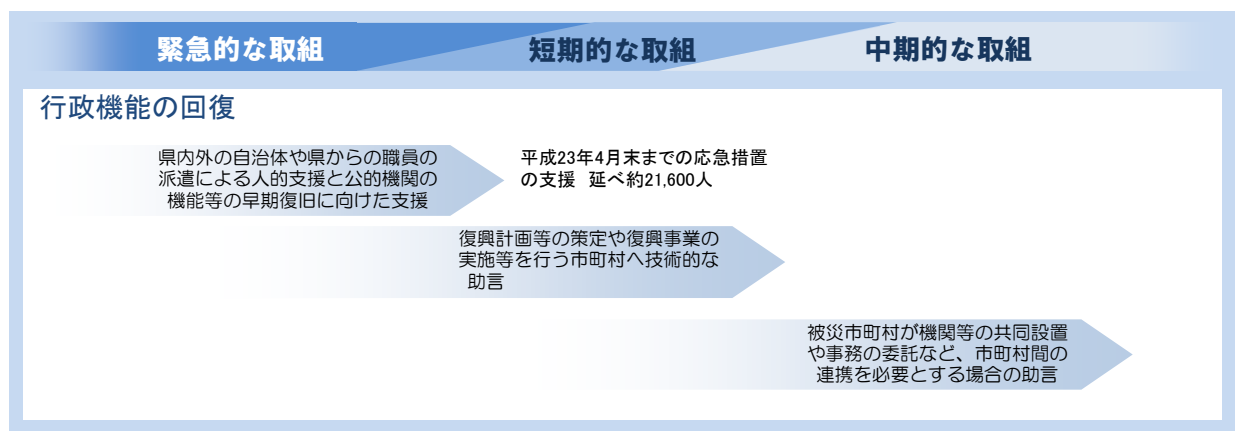 緊急的な取組
短期的な取組
中期的な取組
行政機能の回復
県内外の自治体や県からの職員の
派遣による人的支援と公的機関の
機能等の早期復旧に向けた支援
平成23年4月末までの応急措置
の支援 延べ約21,600人
復興計画等の策定や復興事業の
実施等を行う市町村へ技術的な
助言
被災市町村が機関等の共同設置
や事務の委託など、市町村間の
連携を必要とする場合の助言